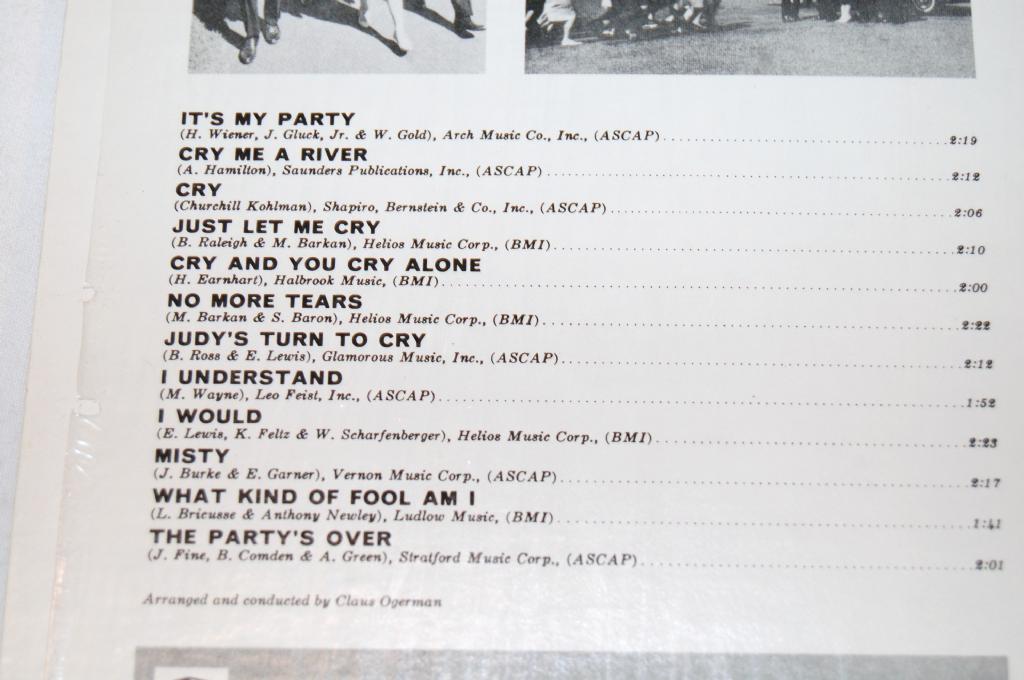 IT'S MY PARTY
(H. Wiener, J. Gluck, Jr. & W. Gold), Arch Music Co., Inc., (ASCAP) 2:19
CRY ME A RIVER
(A. Hamilton), Saunders Publications, Inc., (ASCAP) 2:12
CRY
(Churchill Kohlman), Shapiro, Bernstein & Co., Inc., (ASCAP) 2:06
JUST LET ME CRY
(B. Raleigh & M. Barkan), Helios Music Corp., (BMI) 2:10
CRY AND YOU CRY ALONE
(H. Earnhart), Halbrook Music, (BMI) 2:00
NO MORE TEARS
(M. Barkan & S. Baron), Helios Music Corp., (BMI) 2:22
JUDY'S TURN TO CRY
(B. Ross & E. Lewis), Glamorous Music, Inc., (ASCAP) 2:12
I UNDERSTAND
(M. Wayne), Leo Feist, Inc., (ASCAP) 1:52
I WOULD
(E. Lewis, K. Feltz & W. Scharfenberger), Helios Music Corp., (BMI) 2:23
MISTY
(J. Burke & E. Garner), Vernon Music Corp., (ASCAP) 2:17
WHAT KIND OF FOOL AM I
(L. Bricusse & Anthony Newley), Ludlow Music, (BMI) 1:41
THE PARTY'S OVER
(J. Fine, B. Comden & A. Green), Stratford Music Corp., (ASCAP) 2:01
Arranged and conducted by Claus Ogerman